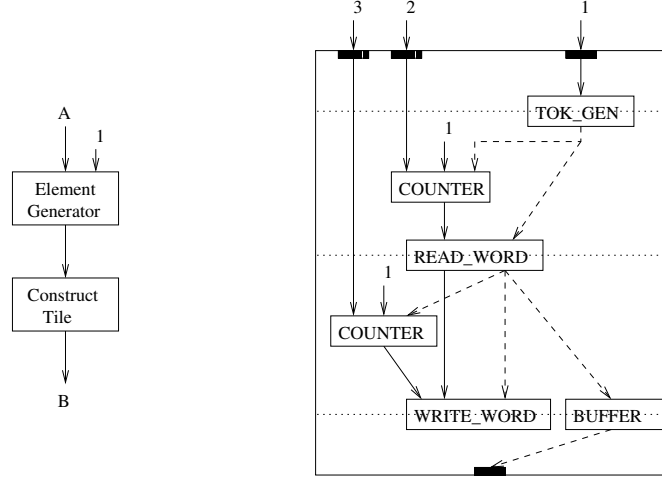 A
1
Element
Generator
Construct
Tile
B
3
2
1
TOK_GEN
1
COUNTER
READ_WORD
1
COUNTER
WRITE_WORD
BUFFER